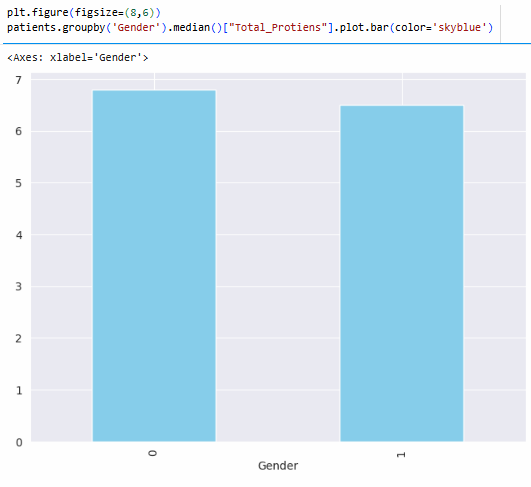 plt.figure(figsize=(8,6))
patients.groupby('Gender').median()["Total_Protiens"].plot.bar(color='skyblue')
<Axes: xlabel='Gender'>
7
6
5
4
3
2
1
0
0 1
Gender